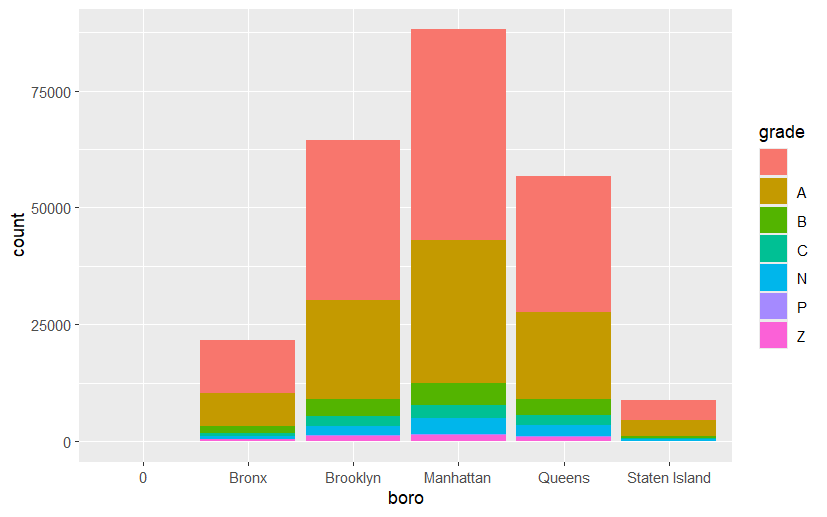 75000
50000
25000
0
count
0 Bronx Brooklyn Manhattan Queens Staten Island
boro
grade
A
B
C
N
P
Z